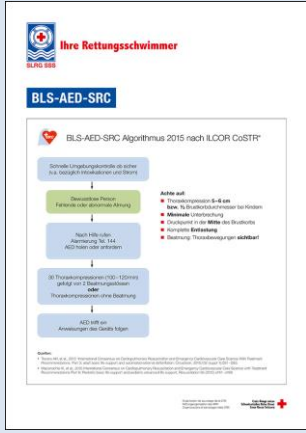 Ihre Rettungsschwimmer
SLRG SSS
BLS-AED-SRC
BLS-AED-SRC Algorithmus 2015 nach ILCOR CoSTR*
Schnelle Umgebungskontrolle ob sicher
(u.a. bezüglich Intoxikationen und Strom)
Bewusstlose Person
Fehlende oder abnormale Atmung
Nach Hilfe rufen
Alarmierung Tel. 144
AED holen oder anfordern
30 Thoraxkompressionen (100–120/min)
gefolgt von 2 Beatmungsstössen
oder
Thoraxkompressionen ohne Beatmung
AED trifft ein
Anweisungen des Geräts folgen
Achte auf:
Thoraxkompression 5–6 cm
bzw. ⅓ Brustkorbdurchmesser bei Kindern
Minimale Unterbrechung
Druckpunkt in der Mitte des Brustkorbs
Komplette Entlastung
Beatmung: Thoraxbewegungen sichtbar!
Quellen: